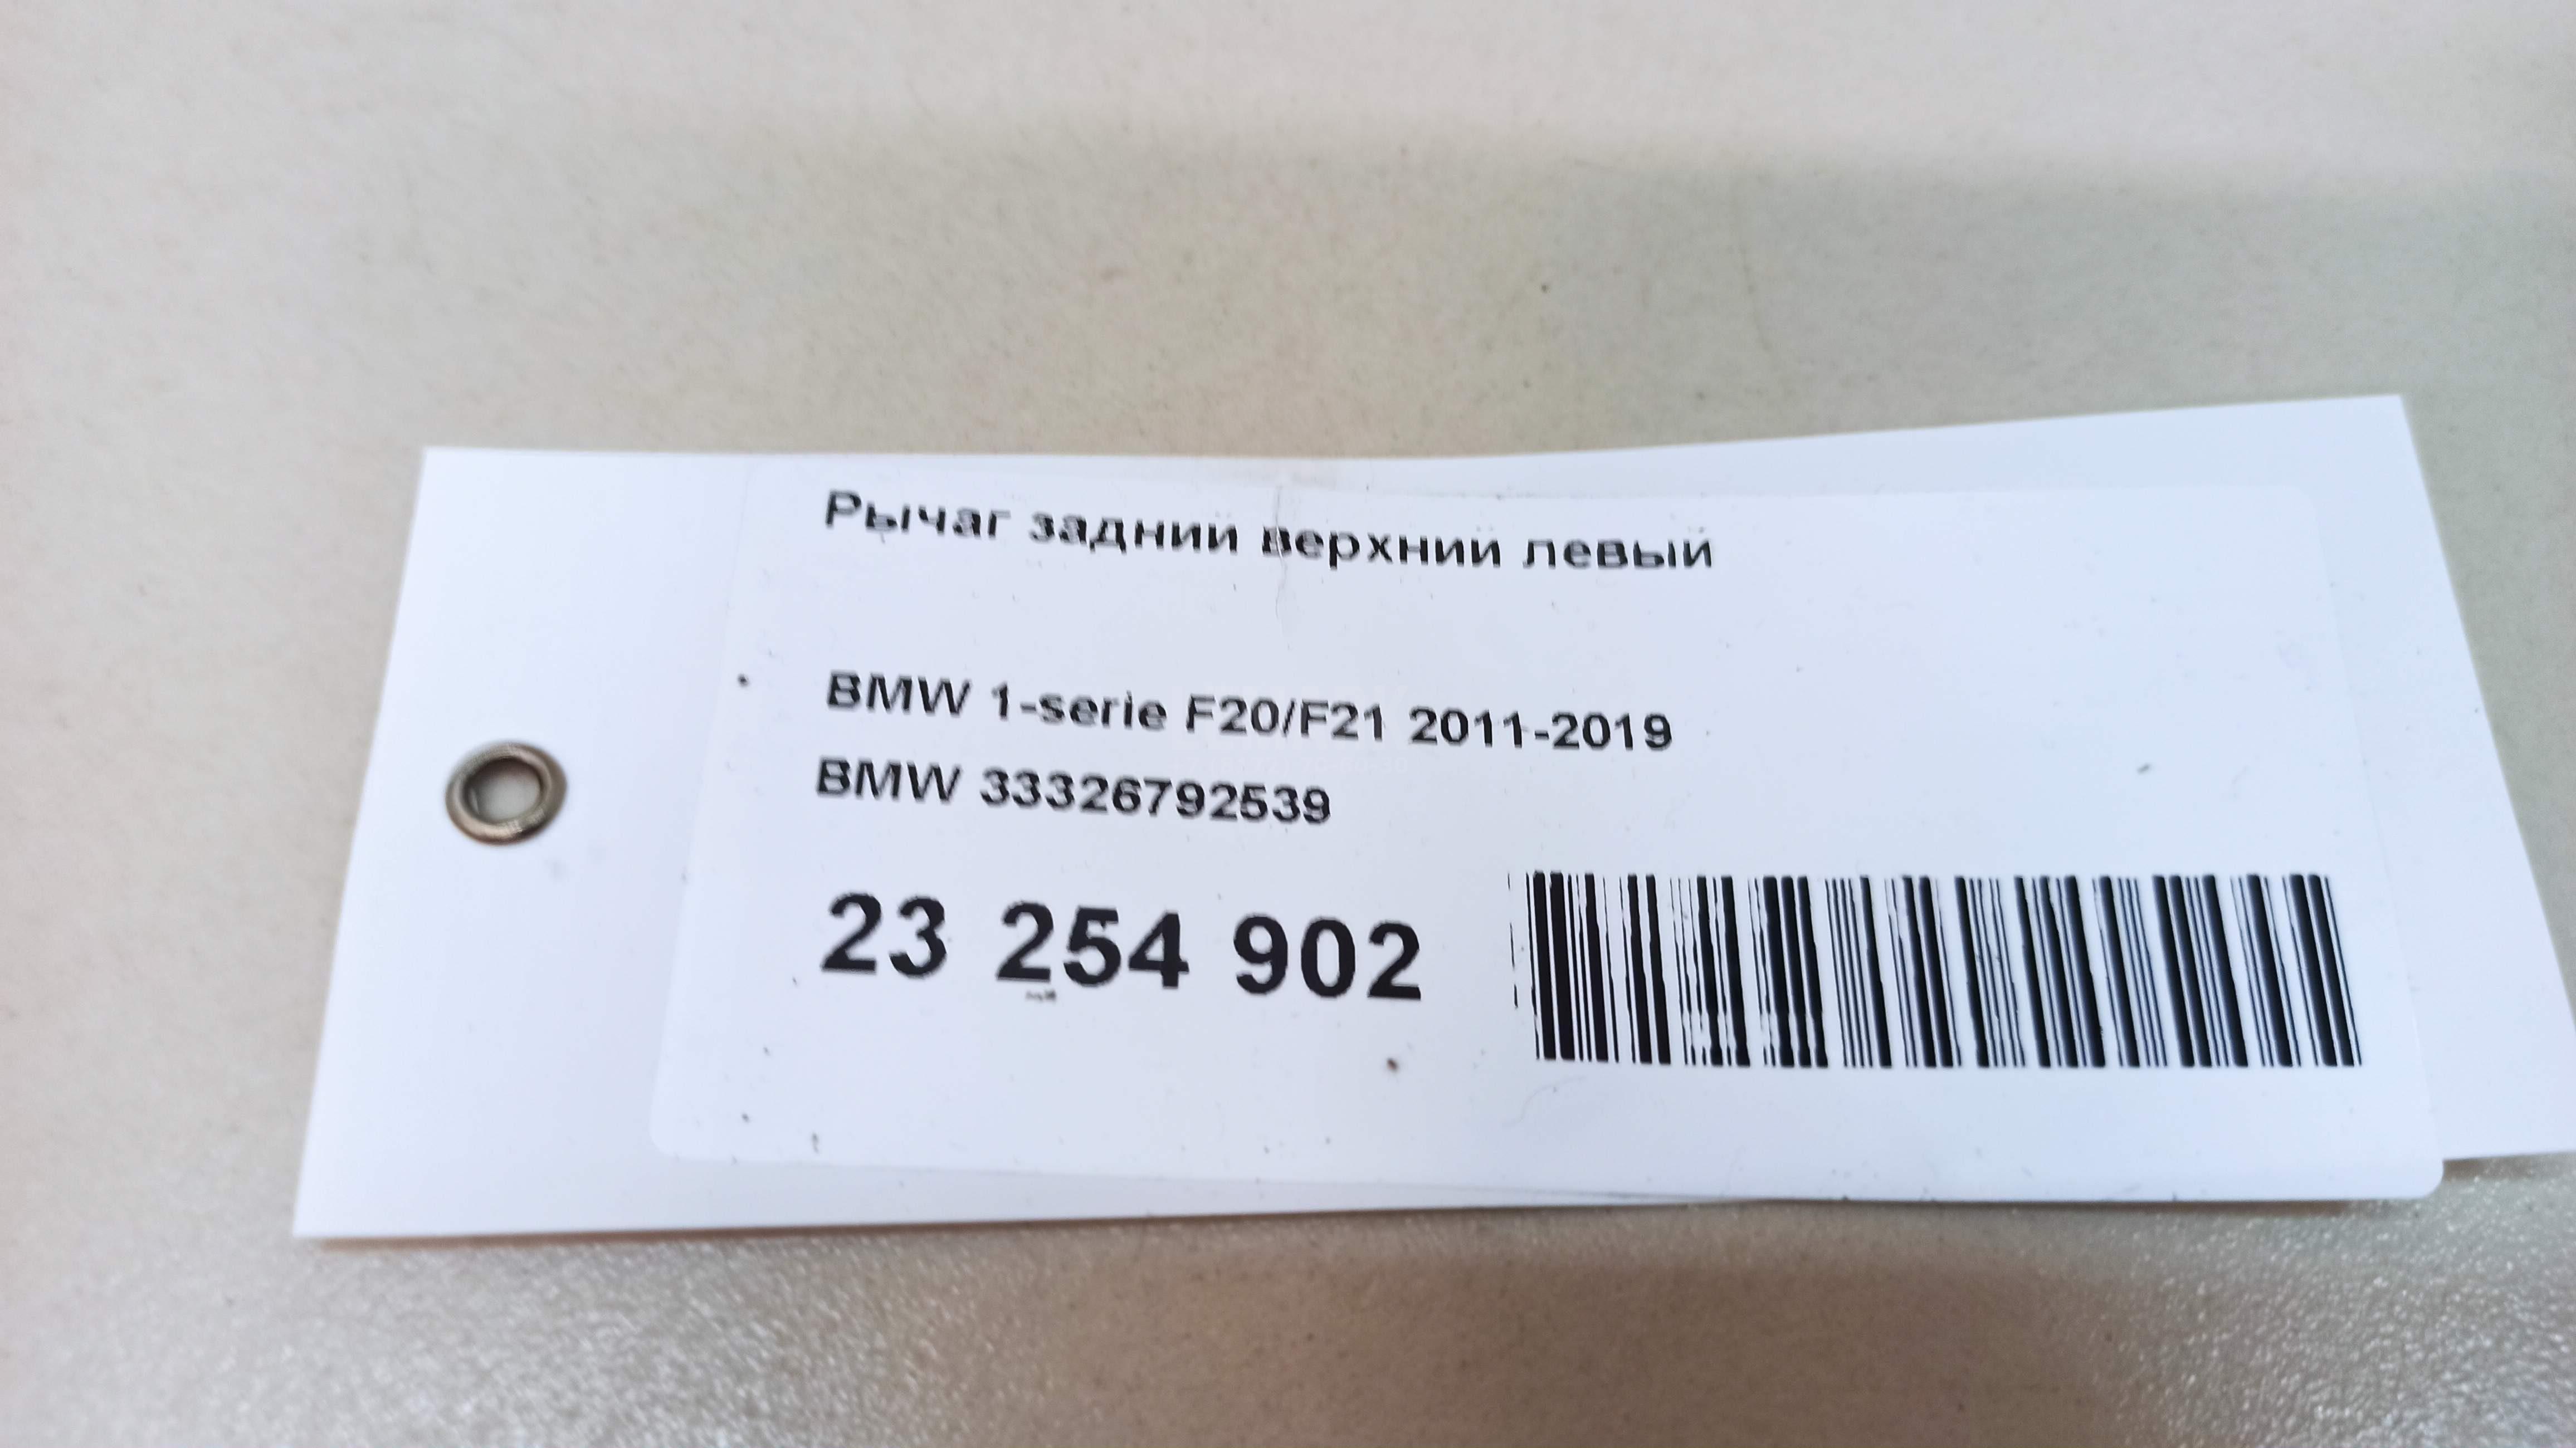 Рычаг задний верхний левый
BMW 1-serie F20/F21 2011-2019
BMW 33326792539
23 254 902